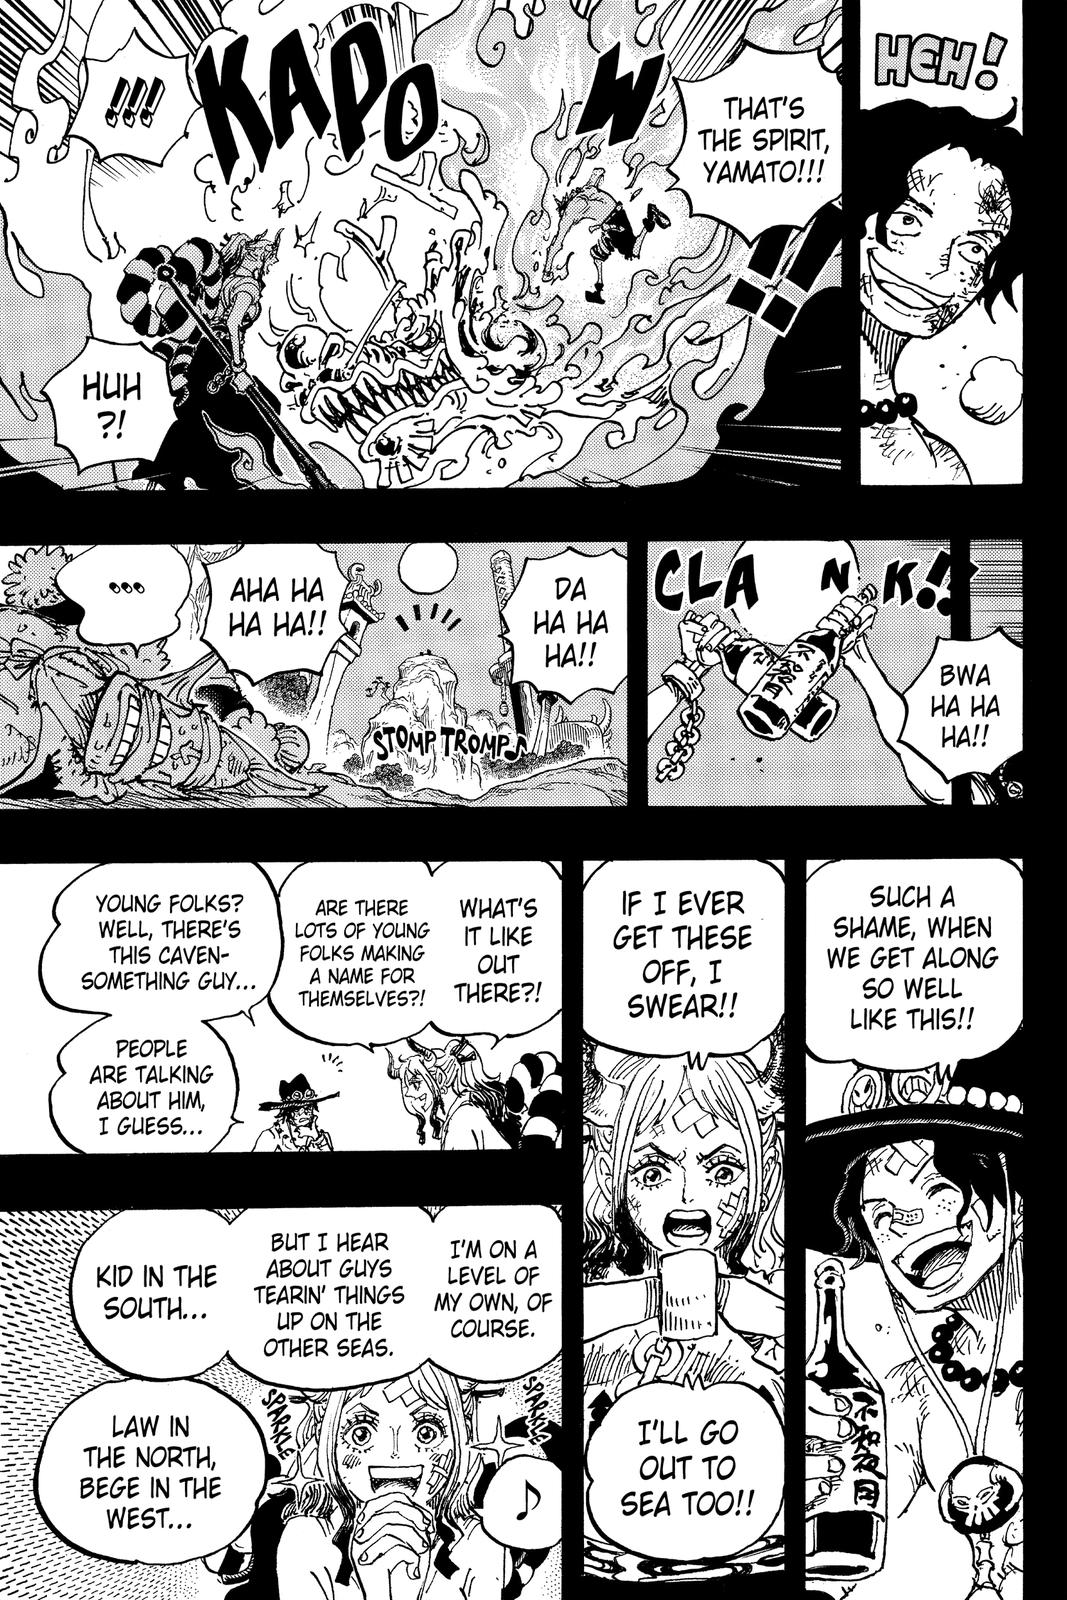 HEH!
THAT'S
THE SPIRIT,
YAMATO!!!
!!
KAPOW
!!!
HUH
?!
BWA
HA HA
HA!!
CLANK!!
DA
HA HA
HA!!
STOMP TROMP♪
AHA HA
HA HA!!
...
SUCH A
SHAME, WHEN
WE GET ALONG
SO WELL
LIKE THIS!!
不知夜月
IF I EVER
GET THESE
OFF, I
SWEAR!!
I'LL GO
OUT TO
SEA TOO!!
WHAT'S
IT LIKE
OUT
THERE?!
ARE THERE
LOTS OF YOUNG
FOLKS MAKING
A NAME FOR
THEMSELVES?!
YOUNG FOLKS?
WELL, THERE'S
THIS CAVEN-
SOMETHING GUY...
PEOPLE
ARE TALKING
ABOUT HIM,
I GUESS...
I'M ON A
LEVEL OF
MY OWN, OF
COURSE.
BUT I HEAR
ABOUT GUYS
TEARIN' THINGS
UP ON THE
OTHER SEAS.
KID IN THE
SOUTH...
LAW IN
THE NORTH,
BEGE IN THE
WEST...
SPARKLE
SPARKLE
♪